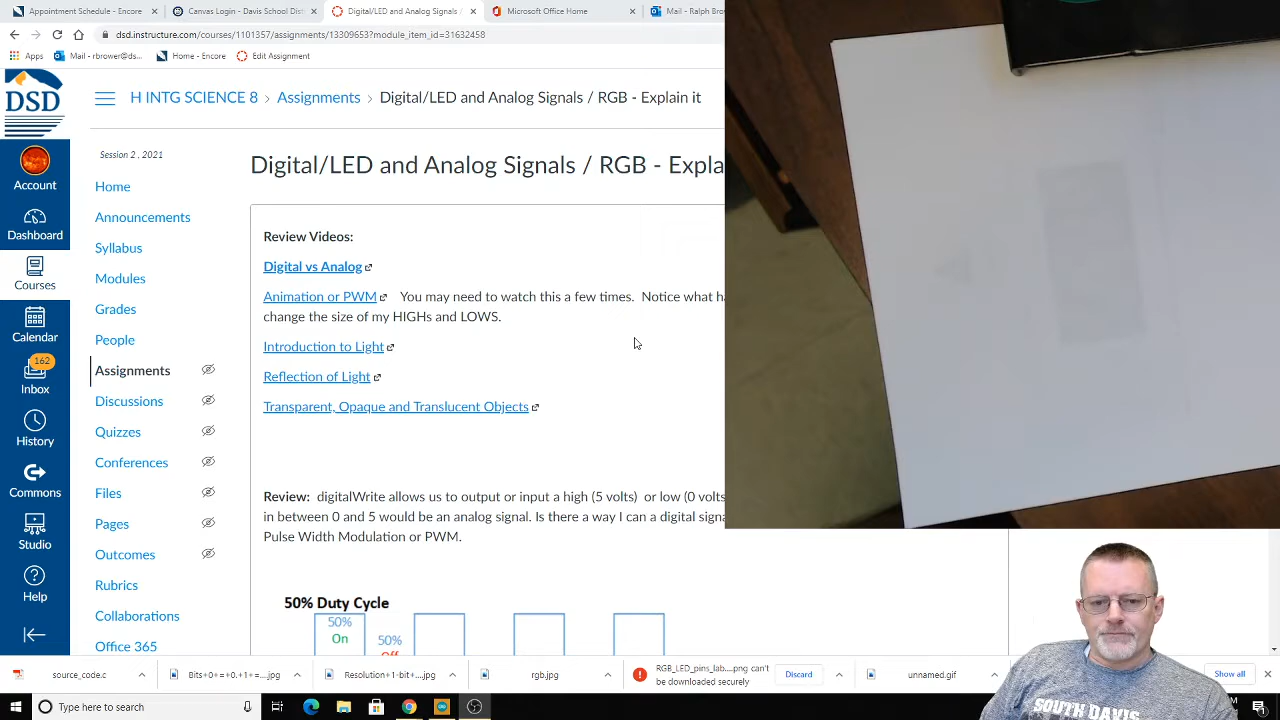 Appointment Schedule - Encore
Canvas Login - Davis School Dist
Digital/LED and Analog Signals /
Microsoft Office Home
Mail - Ralph Brow
dsd.instructure.com/courses/1101357/assignments/13309653?module_item_id=31632458
Apps
Mail - rbrower@ds...
Home - Encore
Edit Assignment
DSD
H INTG SCIENCE 8 > Assignments > Digital/LED and Analog Signals / RGB - Explain it
Account
Dashboard
Courses
Calendar
162
Inbox
History
Commons
Studio
Help
Session 2 , 2021
Home
Announcements
Syllabus
Modules
Grades
People
Assignments
Discussions
Quizzes
Conferences
Files
Pages
Outcomes
Rubrics
Collaborations
Office 365
Digital/LED and Analog Signals / RGB - Expla
Review Videos:
Digital vs Analog
Animation or PWM You may need to watch this a few times. Notice what ha
change the size of my HIGHs and LOWS.
Introduction to Light
Reflection of Light
Transparent, Opaque and Translucent Objects
Review: digitalWrite allows us to output or input a high (5 volts) or low (0 volts
in between 0 and 5 would be an analog signal. Is there a way I can a digital signa
Pulse Width Modulation or PWM.
50% Duty Cycle
50%
On
50%
Off
SOUTH DAVIS
source_code.c
Bits+0+=+0.+1+=...jpg
Resolution+1-bit+...jpg
rgb.jpg
RGB_LED_pins_lab....png can't
be downloaded securely
Discard
unnamed.gif
Show all
Type here to search